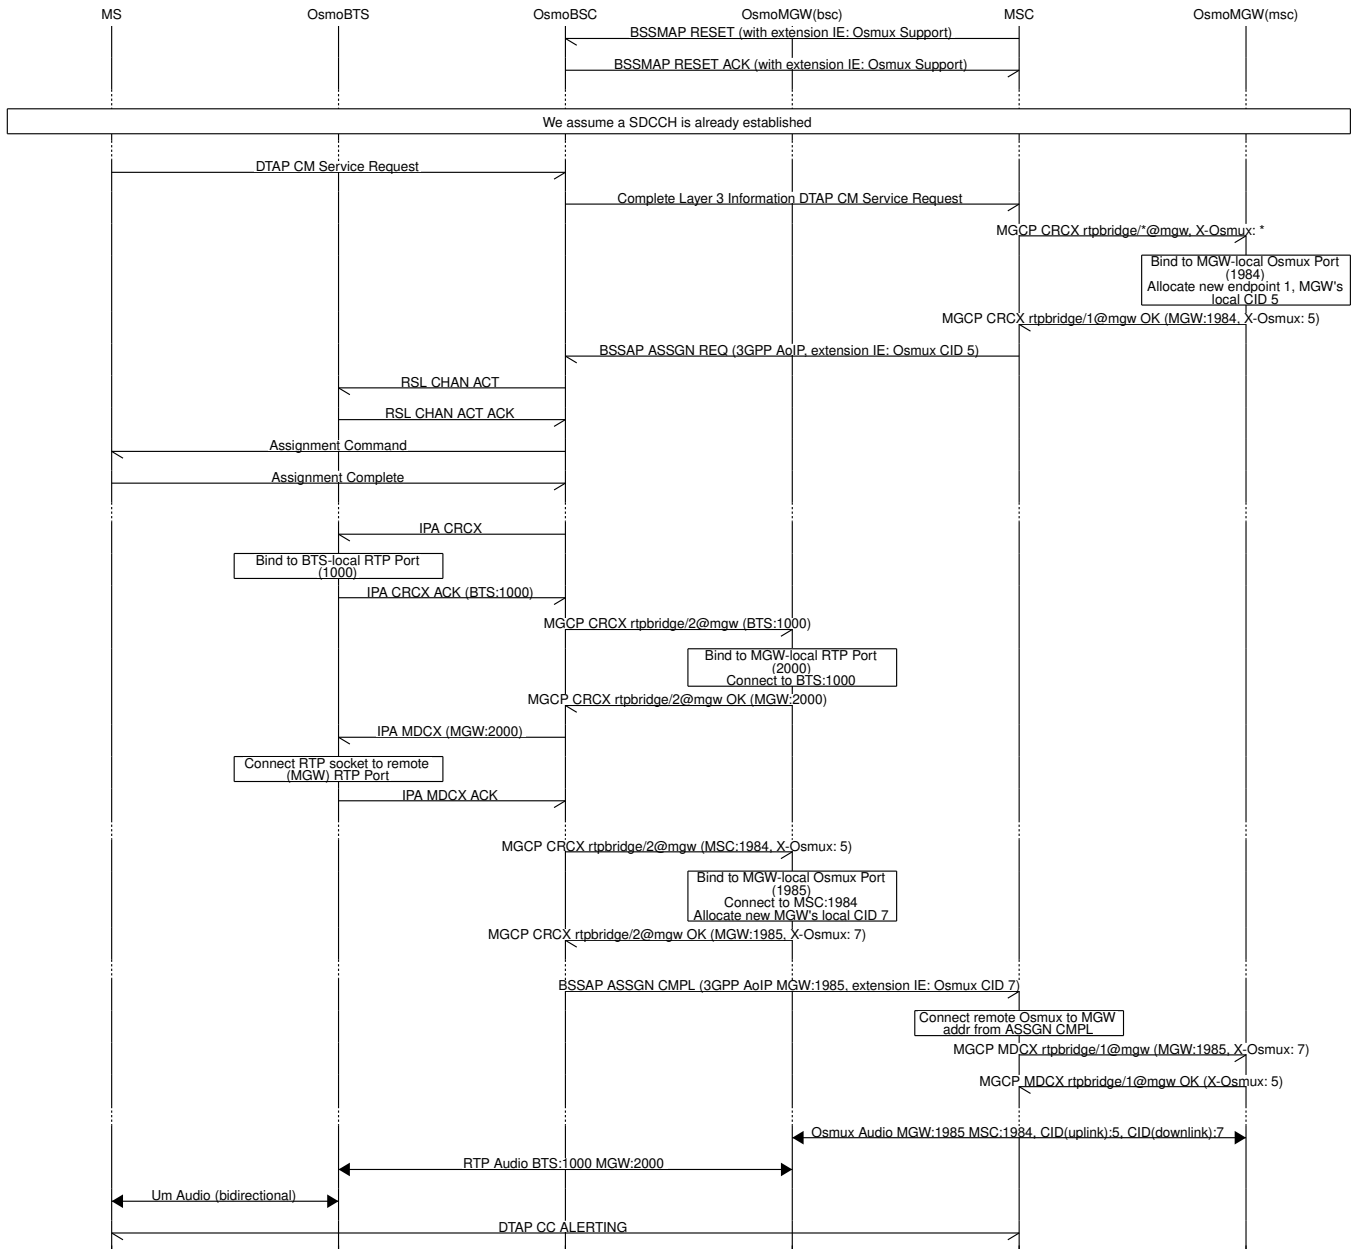 MS OsmoBTS OsmoBSC OsmoMGW(bsc) MSC OsmoMGW(msc)
BSSMAP RESET (with extension IE: Osmux Support)
BSSMAP RESET ACK (with extension IE: Osmux Support)
We assume a SDCCH is already established
DTAP CM Service Request
Complete Layer 3 Information DTAP CM Service Request
MGCP CRCX rtpbridge/*@mgw, X-Osmux: *
Bind to MGW-local Osmux Port
(1984)
Allocate new endpoint 1, MGW's
local CID 5
MGCP CRCX rtpbridge/1@mgw OK (MGW:1984, X-Osmux: 5)
BSSAP ASSGN REQ (3GPP AoIP, extension IE: Osmux CID 5)
RSL CHAN ACT
RSL CHAN ACT ACK
Assignment Command
Assignment Complete
IPA CRCX
Bind to BTS-local RTP Port
(1000)
IPA CRCX ACK (BTS:1000)
MGCP CRCX rtpbridge/2@mgw (BTS:1000)
Bind to MGW-local RTP Port
(2000)
Connect to BTS:1000
MGCP CRCX rtpbridge/2@mgw OK (MGW:2000)
IPA MDCX (MGW:2000)
Connect RTP socket to remote
(MGW) RTP Port
IPA MDCX ACK
MGCP CRCX rtpbridge/2@mgw (MSC:1984, X-Osmux: 5)
Bind to MGW-local Osmux Port
(1985)
Connect to MSC:1984
Allocate new MGW's local CID 7
MGCP CRCX rtpbridge/2@mgw OK (MGW:1985, X-Osmux: 7)
BSSAP ASSGN CMPL (3GPP AoIP MGW:1985, extension IE: Osmux CID 7)
Connect remote Osmux to MGW
addr from ASSGN CMPL
MGCP MDCX rtpbridge/1@mgw (MGW:1985, X-Osmux: 7)
MGCP MDCX rtpbridge/1@mgw OK (X-Osmux: 5)
Osmux Audio MGW:1985 MSC:1984, CID(uplink):5, CID(downlink):7
RTP Audio BTS:1000 MGW:2000
Um Audio (bidirectional)
DTAP CC ALERTING